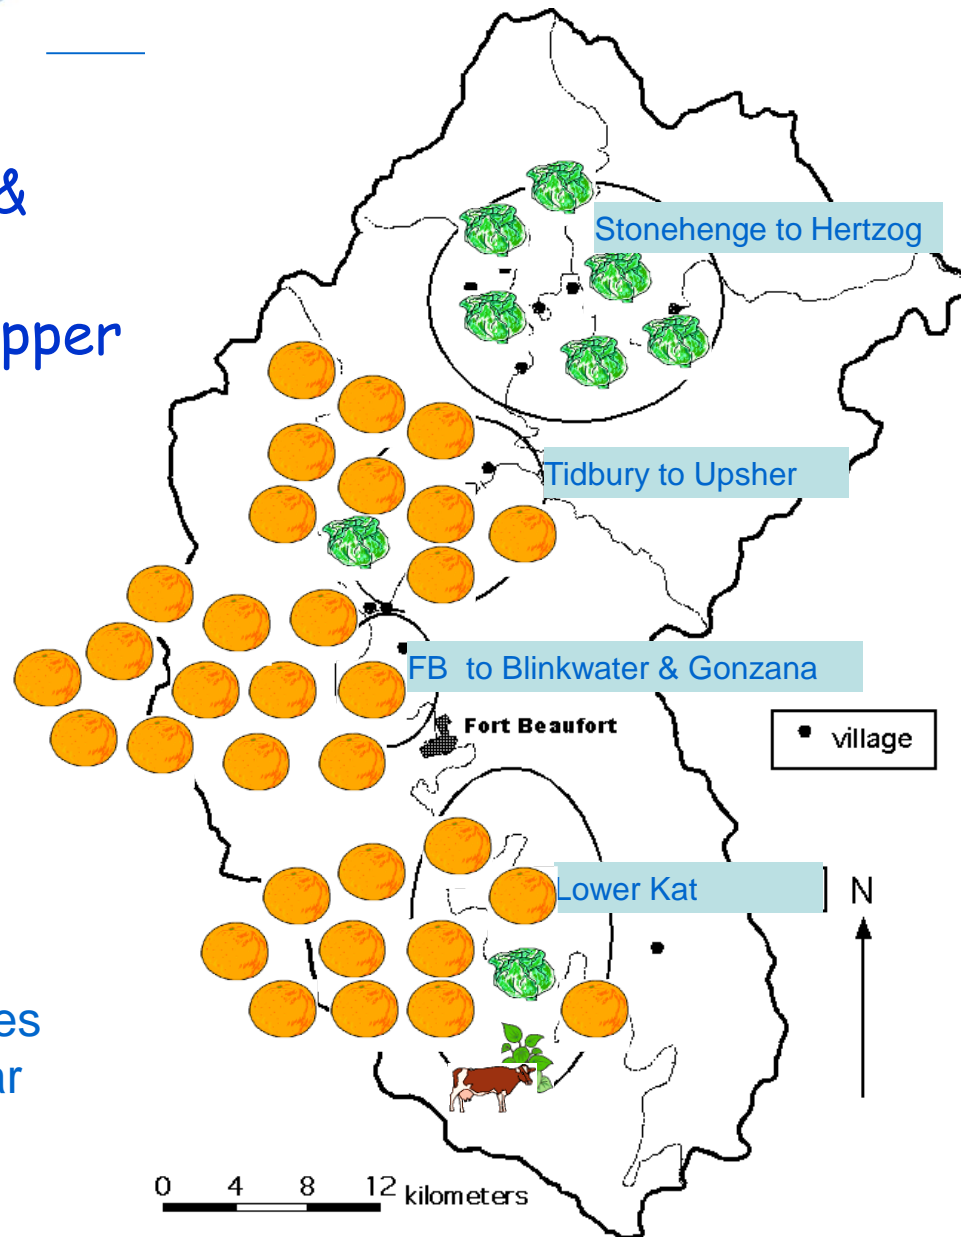 &
pper
Stonehenge to Hertzog
Tidbury to Upsher
FB to Blinkwater & Gonzana
Fort Beaufort
village
Lower Kat
N
es
ar
0 4 8 12 kilometers